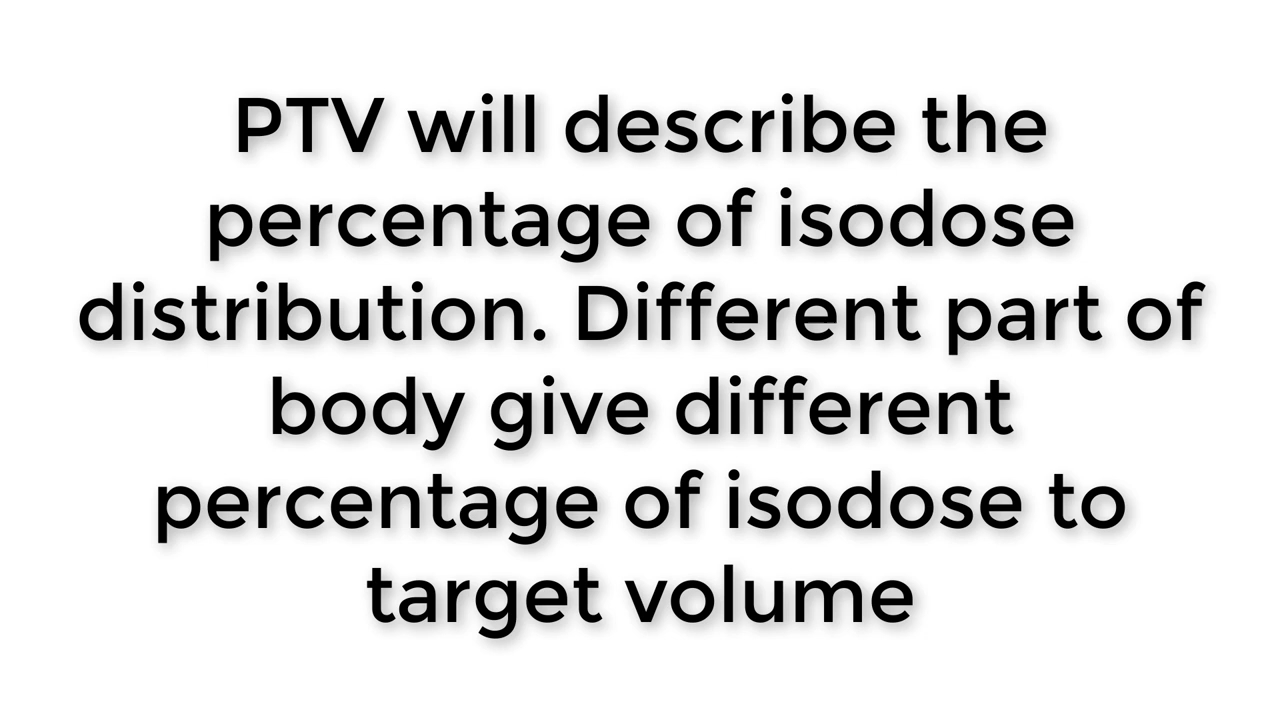 PTV will describe the
percentage of isodose
distribution. Different part of
body give different
percentage of isodose to
target volume